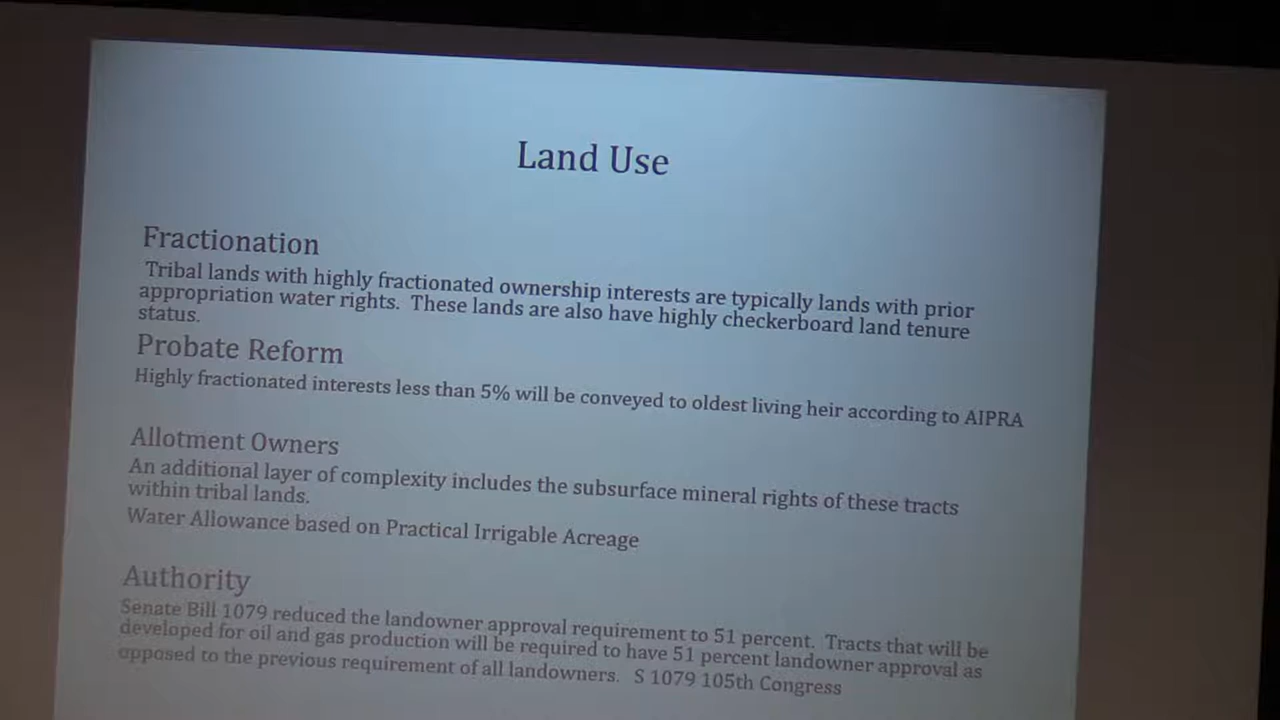 Land Use
Fractionation
Tribal lands with highly fractionated ownership interests are typically lands with prior
appropriation water rights.  These lands are also have highly checkerboard land tenure
status.
Probate Reform
Highly fractionated interests less than 5% will be conveyed to oldest living heir according to AIPRA
Allotment Owners
An additional layer of complexity includes the subsurface mineral rights of these tracts
within tribal lands.
Water Allowance based on Practical Irrigable Acreage
Authority
Senate Bill 1079 reduced the landowner approval requirement to 51 percent.  Tracts that will be
developed for oil and gas production will be required to have 51 percent landowner approval as
opposed to the previous requirement of all landowners.   S 1079 105th Congress